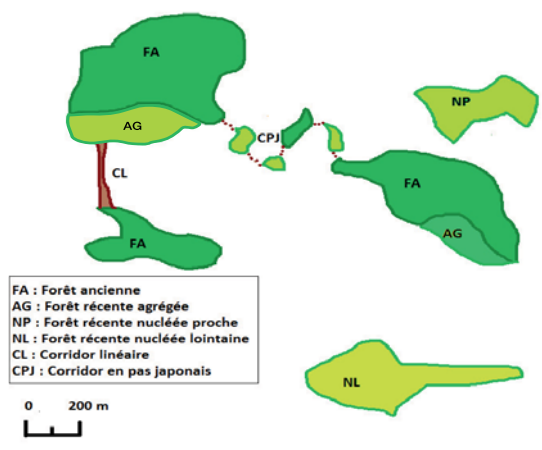 FA
AG
CPJ
NP
CL
FA
FA
AG
FA : Forêt ancienne
AG : Forêt récente agrégée
NP : Forêt récente nucléée proche
NL : Forêt récente nucléée lointaine
CL : Corridor linéaire
CPJ : Corridor en pas japonais
NL
0 200 m